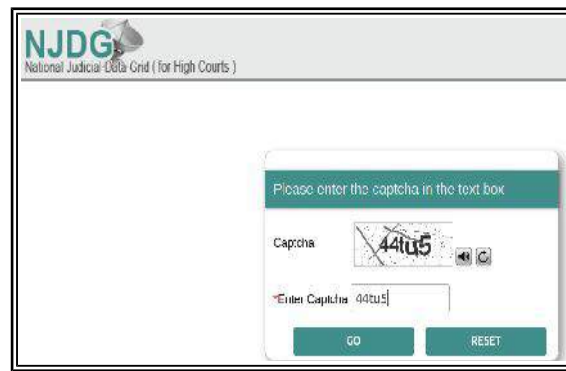 NJDG
National Judicial Data Grid ( for High Courts )
Please enter the captcha in the text box
Captcha
44tu5
*Enter Captcha 44tu5
GO RESET